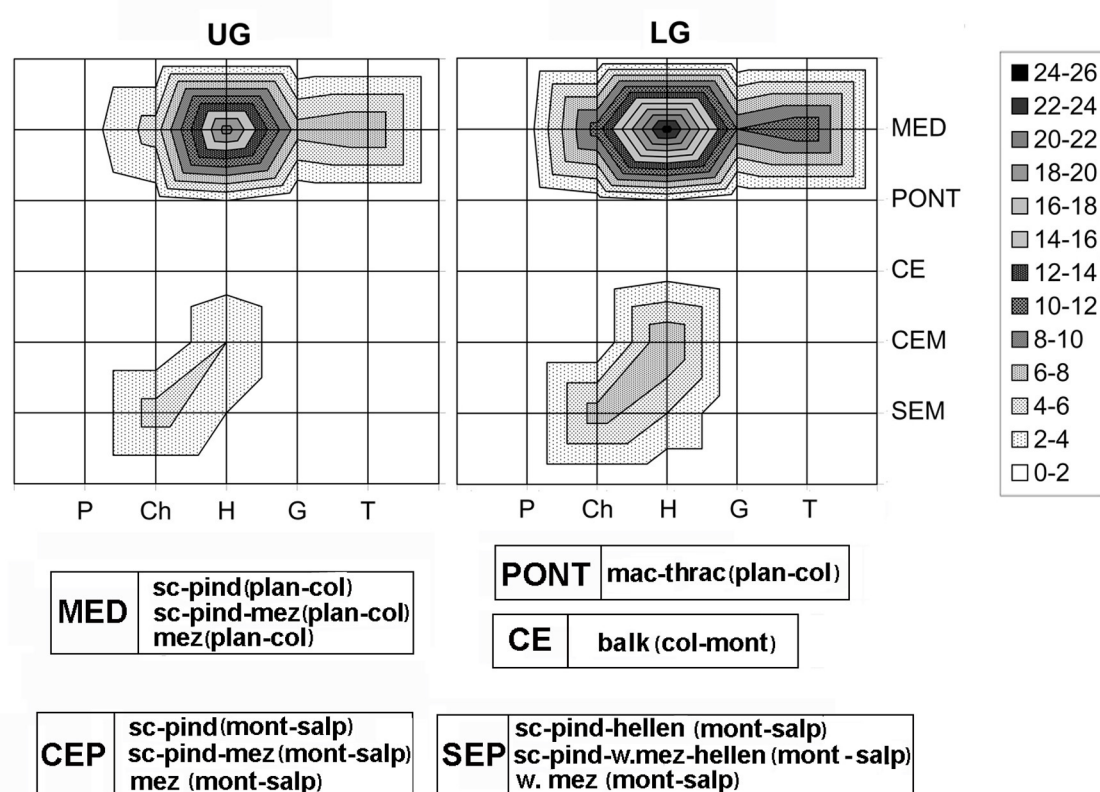 UG
LG
MED
PONT
CE
CEM
SEM
P Ch H G T
P Ch H G T
24-26
22-24
20-22
18-20
16-18
14-16
12-14
10-12
8-10
6-8
4-6
2-4
0-2
MED
sc-pind(plan-col)
sc-pind-mez(plan-col)
mez(plan-col)
PONT mac-thrac(plan-col)
CE balk (col-mont)
CEP
sc-pind(mont-salp)
sc-pind-mez(mont-salp)
mez (mont-salp)
SEP
sc-pind-hellen (mont-salp)
sc-pind-w.mez-hellen (mont - salp)
w. mez (mont-salp)